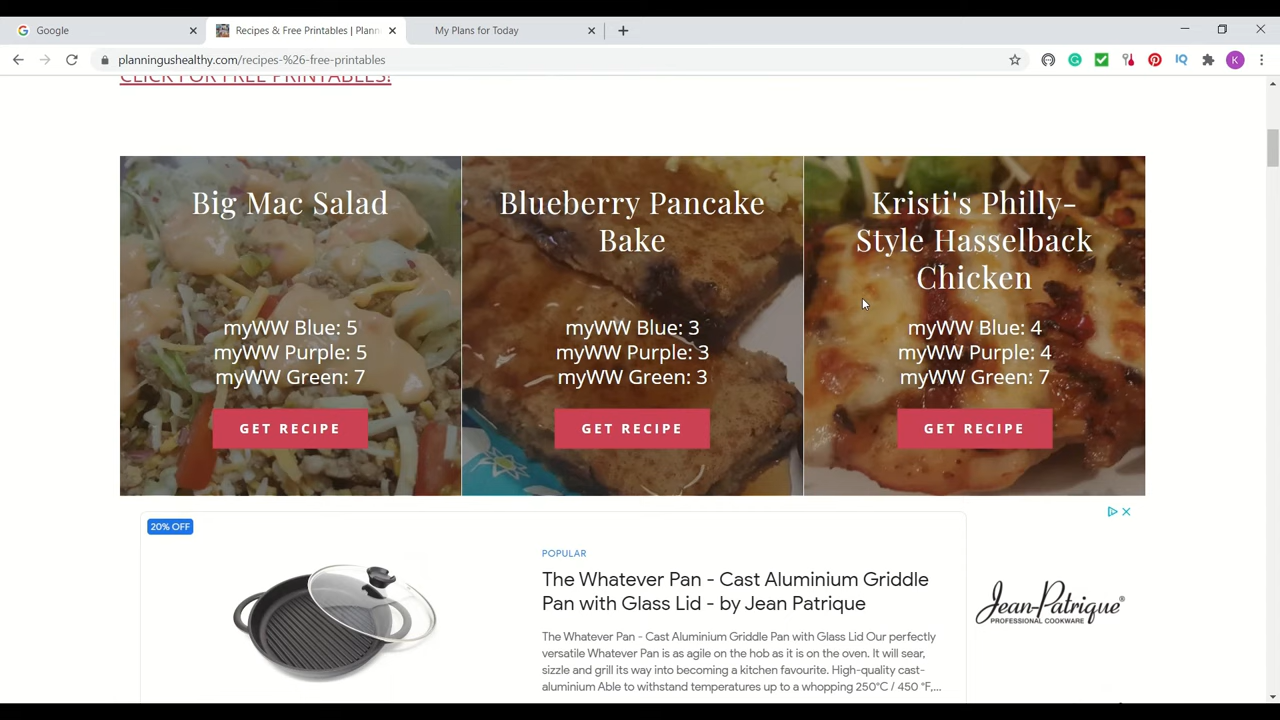 Google
Recipes & Free Printables | Plann
My Plans for Today
planningushealthy.com/recipes-%26-free-printables
IQ
K
CLICK FOR FREE PRINTABLES!
Big Mac Salad
myWW Blue: 5
myWW Purple: 5
myWW Green: 7
GET RECIPE
Blueberry Pancake
Bake
myWW Blue: 3
myWW Purple: 3
myWW Green: 3
GET RECIPE
Kristi's Philly-
Style Hasselback
Chicken
myWW Blue: 4
myWW Purple: 4
myWW Green: 7
GET RECIPE
20% OFF
POPULAR
The Whatever Pan - Cast Aluminium Griddle
Pan with Glass Lid - by Jean Patrique
The Whatever Pan - Cast Aluminium Griddle Pan with Glass Lid Our perfectly
versatile Whatever Pan is as agile on the hob as it is on the oven. It will sear,
sizzle and grill its way into becoming a kitchen favourite. High-quality cast-
aluminium Able to withstand temperatures up to a whopping 250°C / 450 °F,...
Jean-Patrique®
PROFESSIONAL COOKWARE